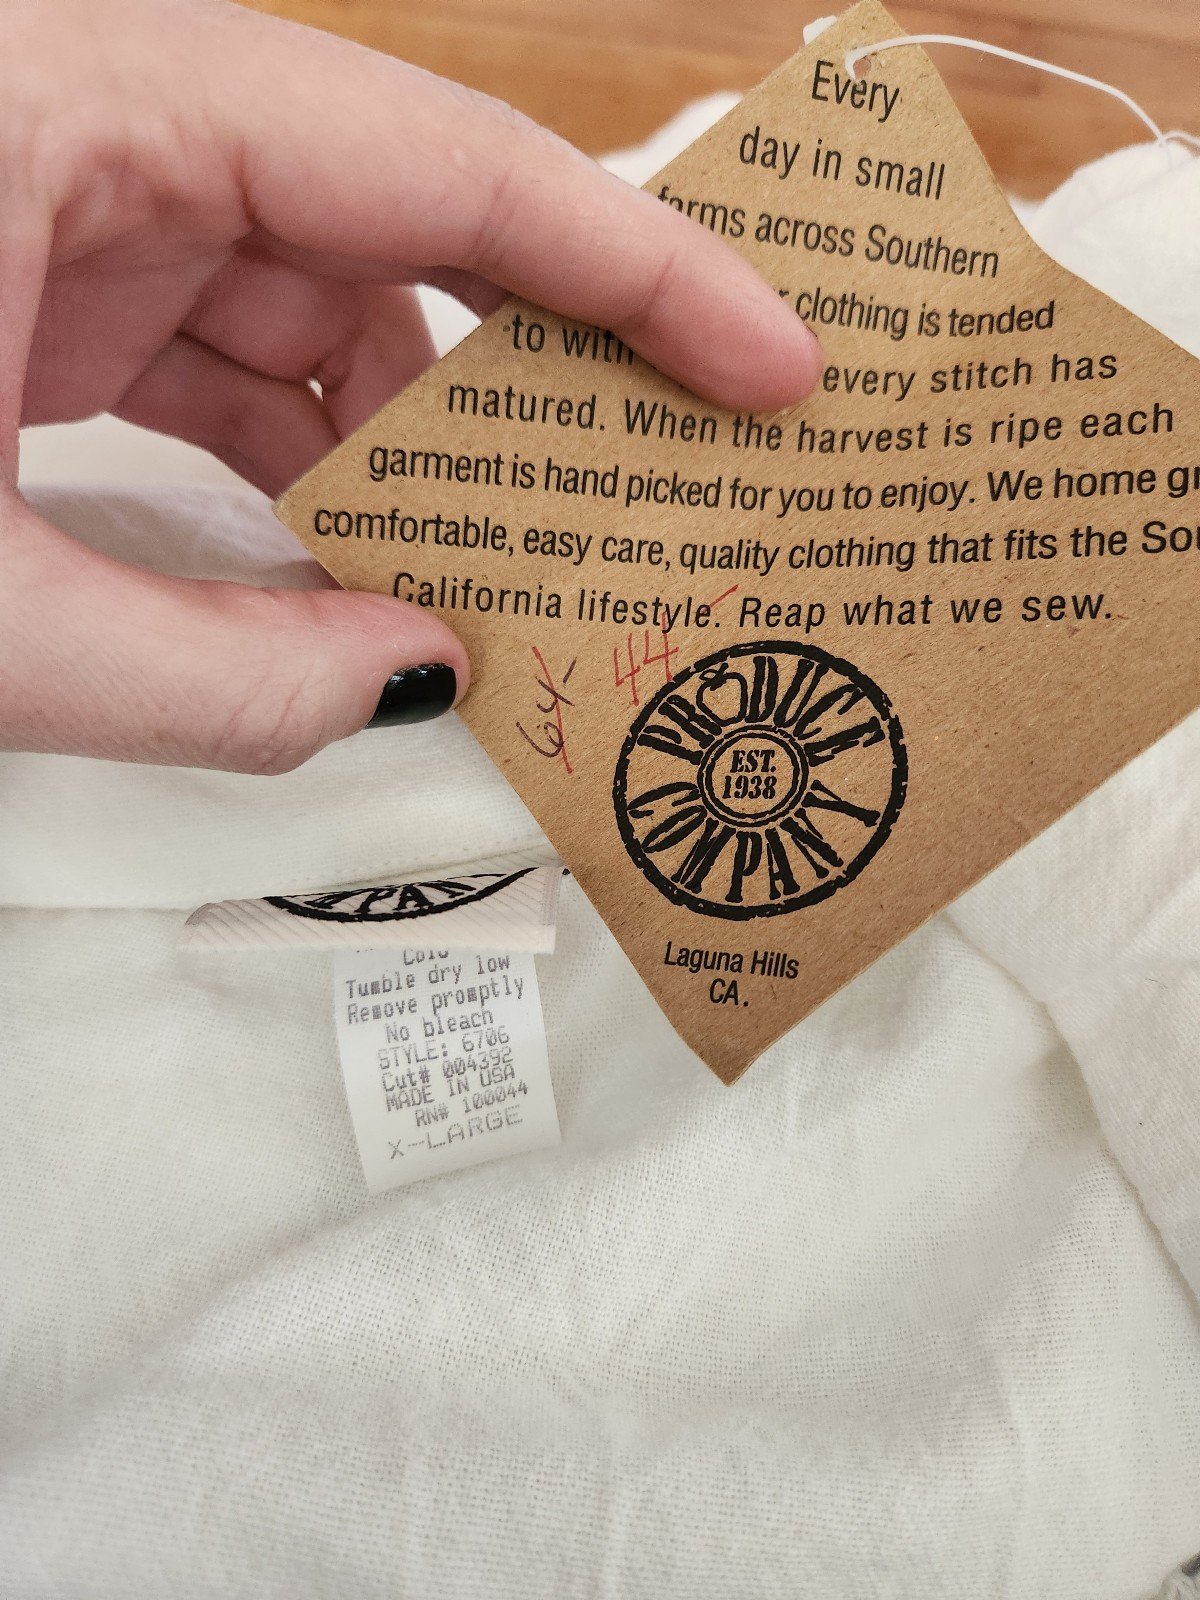 Every
day in small
farms across Southern
clothing is tended
to with every stitch has
matured. When the harvest is ripe each
garment is hand picked for you to enjoy. We home
comfortable, easy care, quality clothing that fits the
California lifestyle. Reap what we sew.
64- 44
PRODUCE
EST.
1938
COMPANY
Laguna Hills
CA.
Cold
Tumble dry low
Remove promptly
No bleach
STYLE: 6706
Cut# 004392
MADE IN USA
RN# 100044
X-LARGE